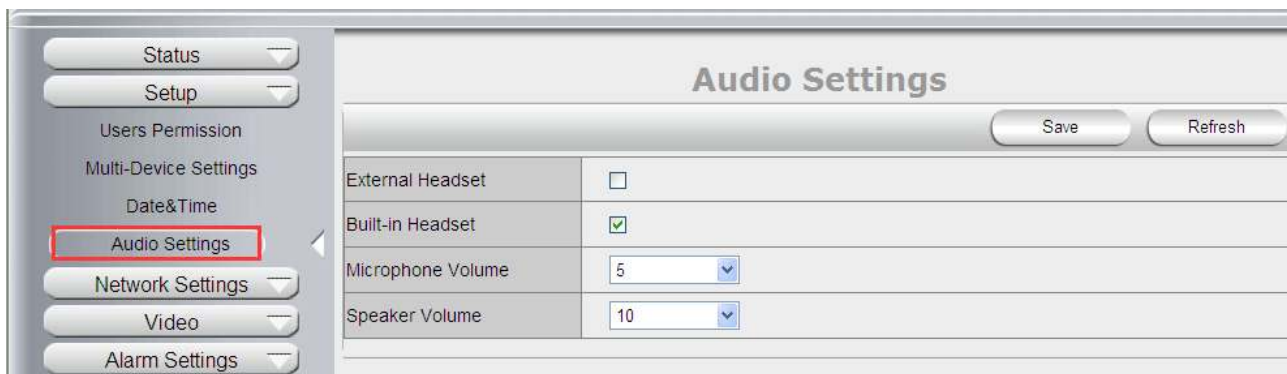 Status
Setup
Users Permission
Multi-Device Settings
Date&Time
Audio Settings
Network Settings
Video
Alarm Settings
Audio Settings
Save Refresh
External Headset
Built-in Headset
Microphone Volume 5
Speaker Volume 10